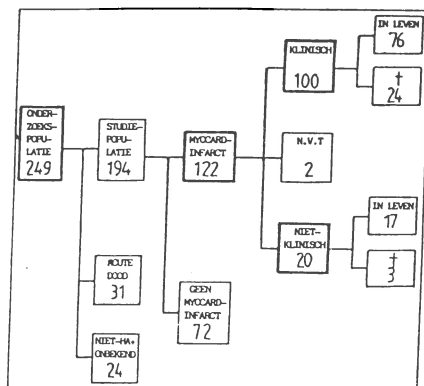 IN LEVEN
76
KLINISCH
100
†
24
ONDER-
ZOEKS-
POPU-
LATIE
249
STUDIE-
POPU-
LATIE
194
MYOCARD-
INFARCT
122
N.V.T
2
IN LEVEN
17
NIET-
KLINISCH
20
†
3
ACUTE
DOOD
31
GEEN
MYOCARD-
INFARCT
72
NIET-HA+
ONBEKEND
24